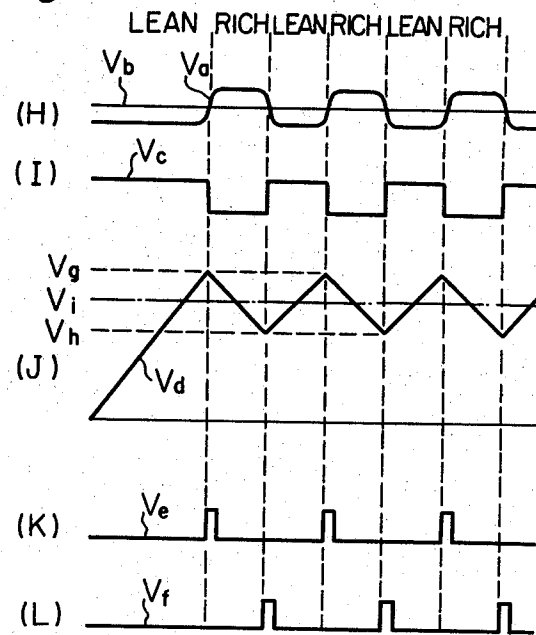 LEAN RICH LEAN RICH LEAN RICH
Vb Va
(H)
Vc
(I)
Vg
Vi
Vh
(J) Vd
Ve
(K)
Vf
(L)